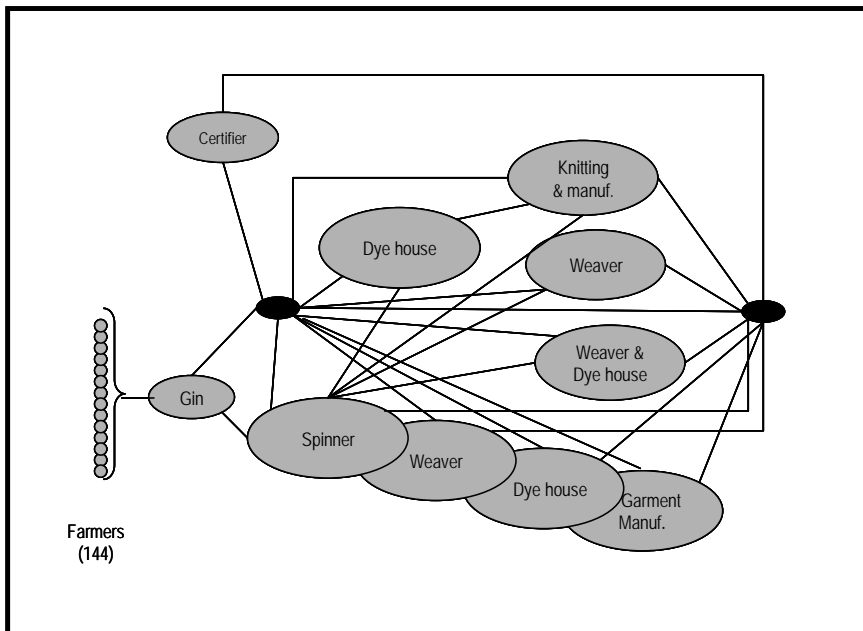 Certifier
Knitting
& manuf.
Dye house
Weaver
Weaver &
Dye house
Gin
Spinner
Weaver
Dye house
Garment
Manuf.
Farmers
(144)